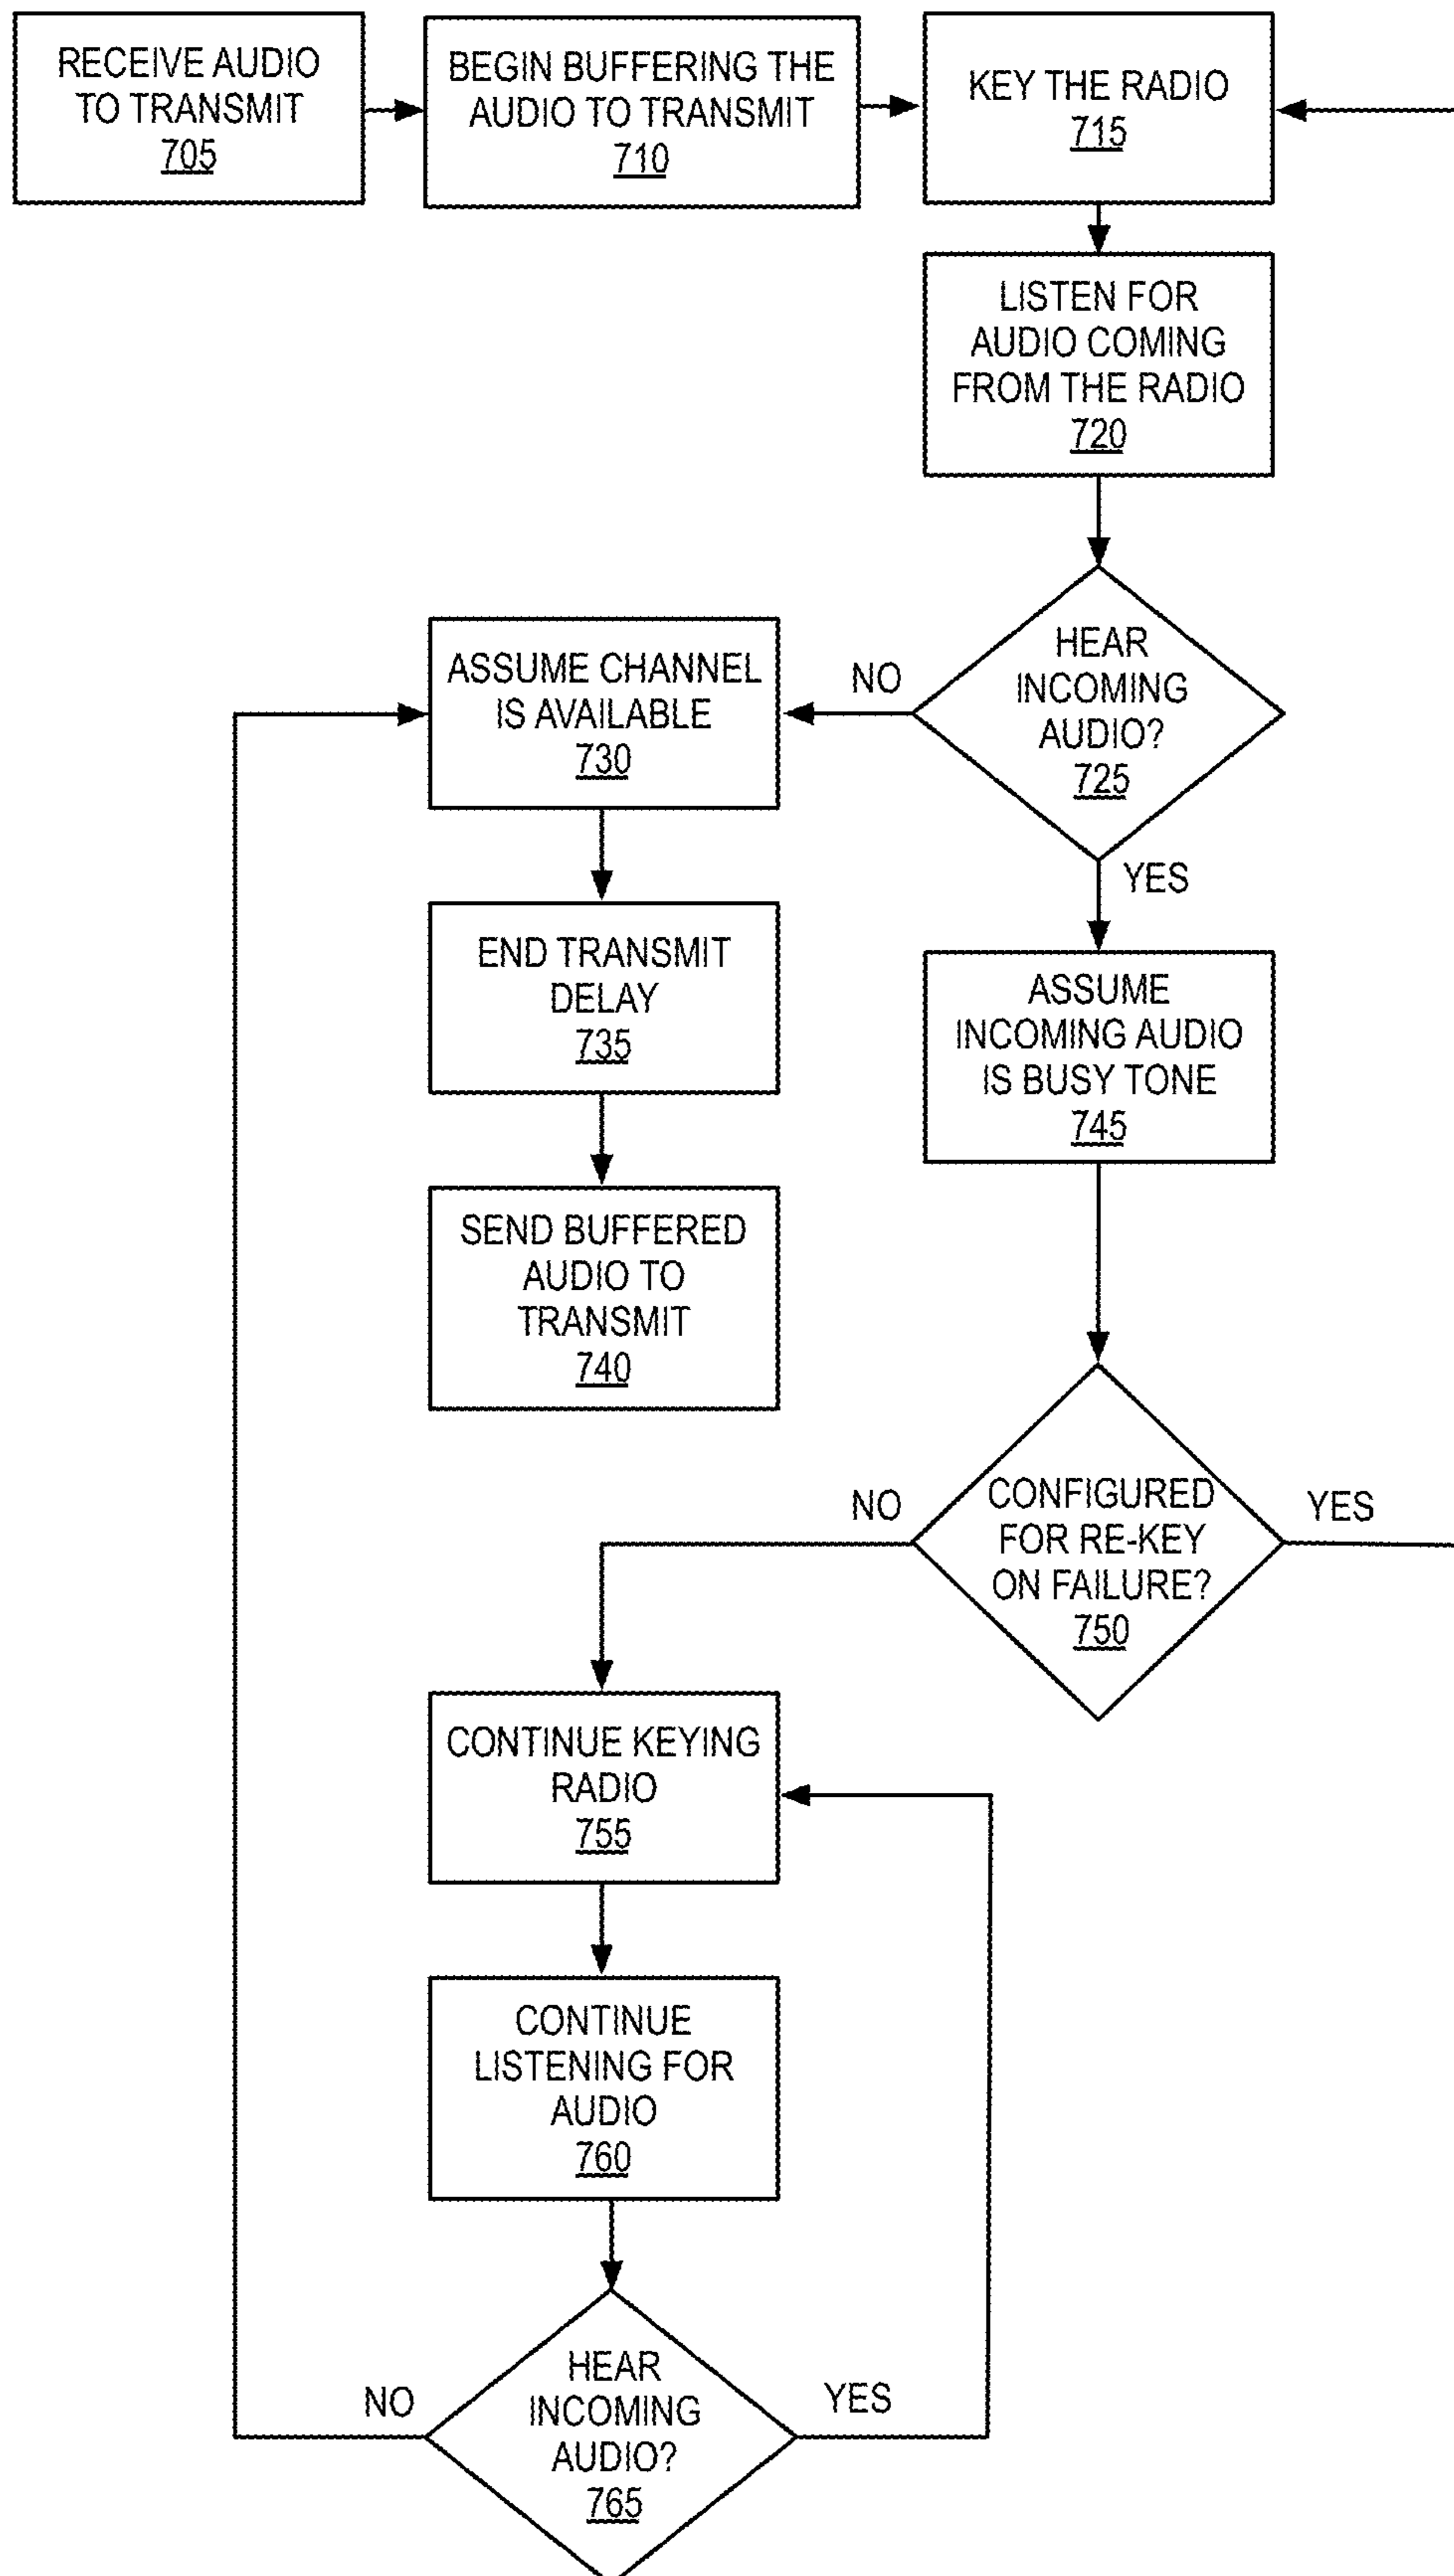 RECEIVE AUDIO
TO TRANSMIT
705
BEGIN BUFFERING THE
AUDIO TO TRANSMIT
710
KEY THE RADIO
715
LISTEN FOR
AUDIO COMING
FROM THE RADIO
720
HEAR
INCOMING
AUDIO?
725
NO
YES
ASSUME CHANNEL
IS AVAILABLE
730
END TRANSMIT
DELAY
735
SEND BUFFERED
AUDIO TO
TRANSMIT
740
ASSUME
INCOMING AUDIO
IS BUSY TONE
745
CONFIGURED
FOR RE-KEY
ON FAILURE?
750
NO
YES
CONTINUE KEYING
RADIO
755
CONTINUE
LISTENING FOR
AUDIO
760
HEAR
INCOMING
AUDIO?
765
NO
YES